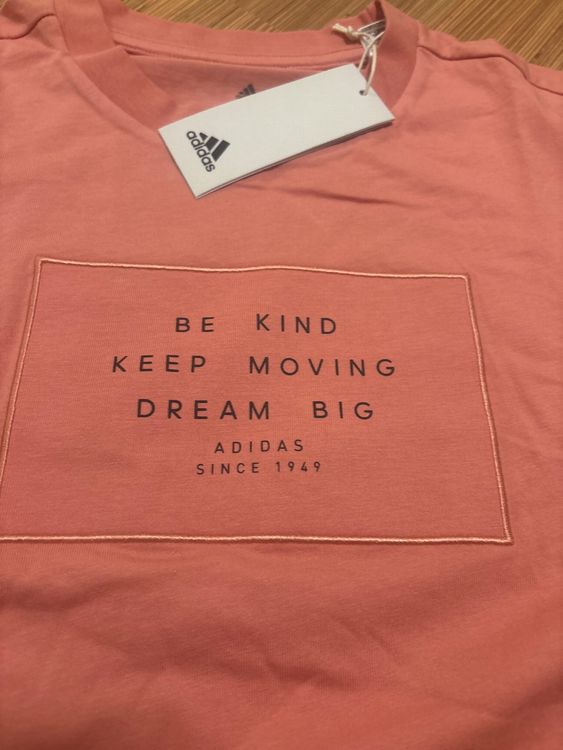 adidas
BE KIND
KEEP MOVING
DREAM BIG
ADIDAS
SINCE 1949